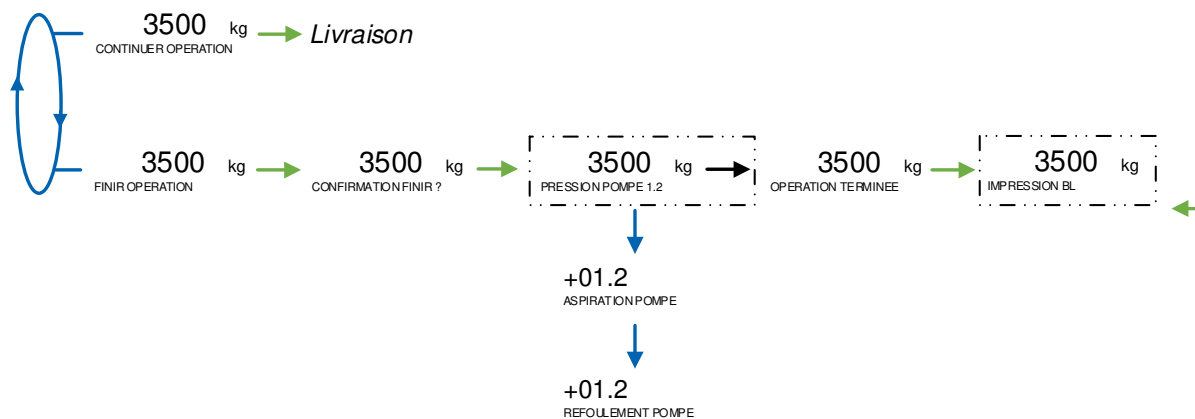 3500 kg Livraison
CONTINUER OPERATION
3500 kg 3500 kg 3500 kg 3500 kg 3500 kg
FINIR OPERATION CONFIRMATION FINIR ? PRESSION POMPE 1.2 OPERATION TERMINEE IMPRESSION BL
+01.2
ASPIRATION POMPE
+01.2
REFOULEMENT POMPE